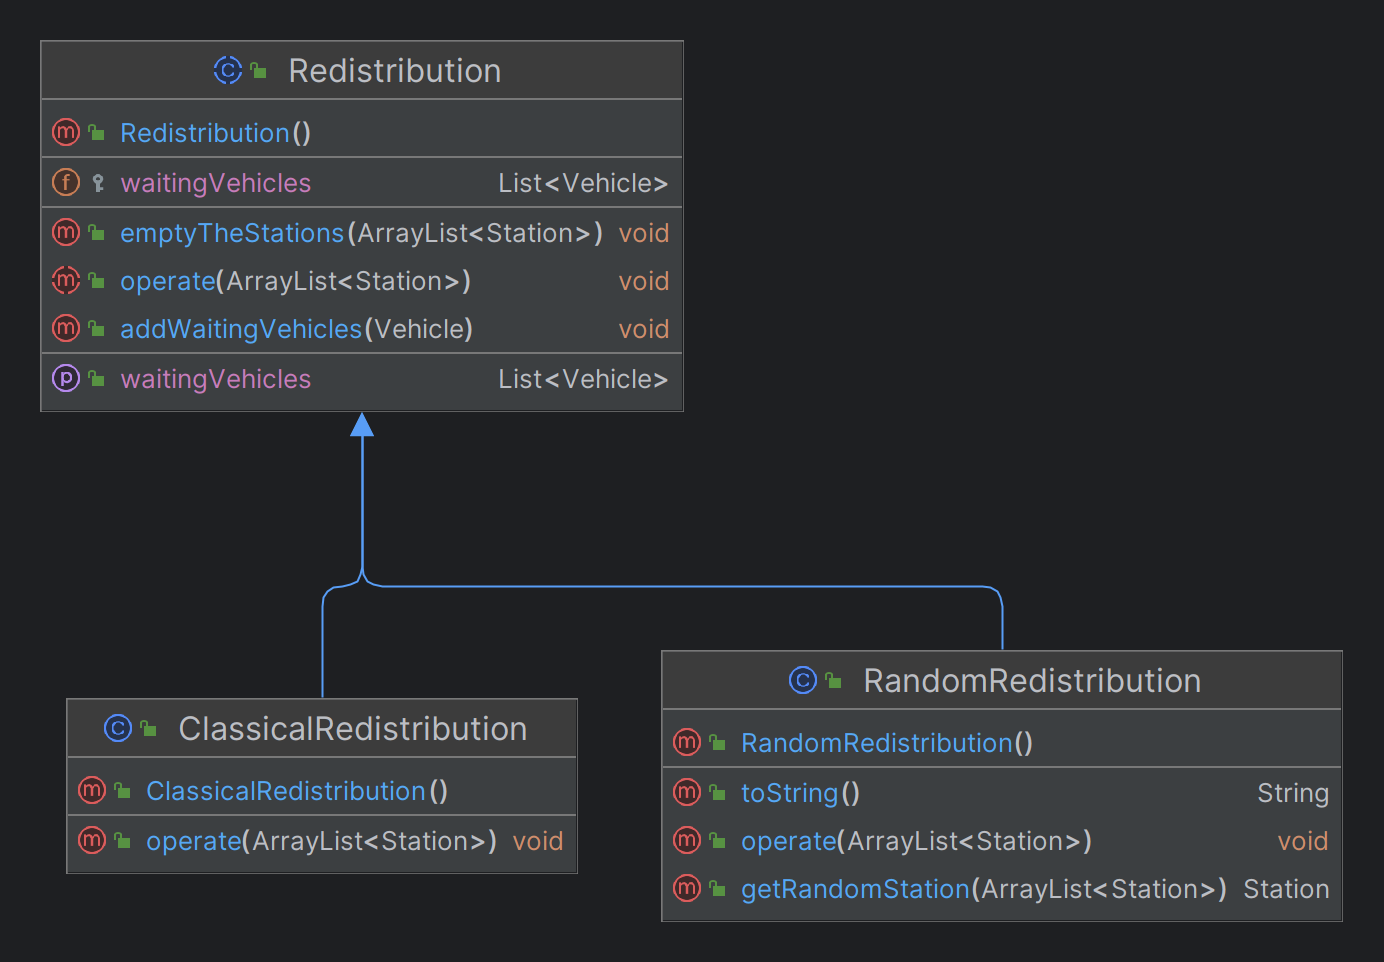 Redistribution
Redistribution()
waitingVehicles List<Vehicle>
emptyTheStations(ArrayList<Station>) void
operate(ArrayList<Station>) void
addWaitingVehicles(Vehicle) void
waitingVehicles List<Vehicle>
ClassicalRedistribution
ClassicalRedistribution()
operate(ArrayList<Station>) void
RandomRedistribution
RandomRedistribution()
toString() String
operate(ArrayList<Station>) void
getRandomStation(ArrayList<Station>) Station